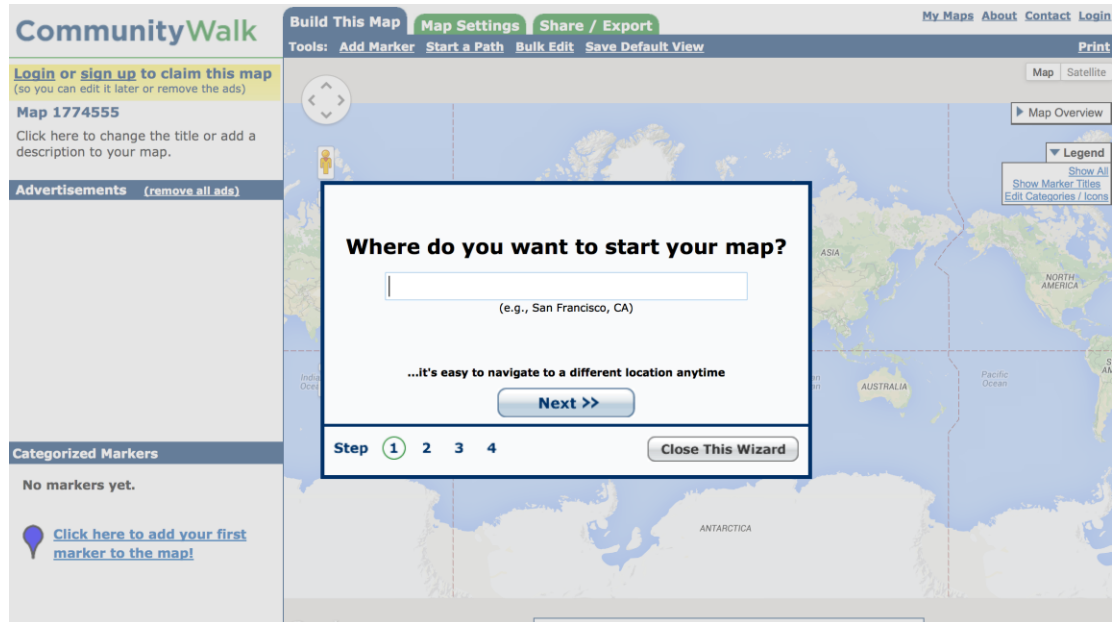 CommunityWalk
Build This Map
Map Settings
Share / Export
My Maps About Contact Login
Tools: Add Marker Start a Path Bulk Edit Save Default View
Print
Login or sign up to claim this map
(so you can edit it later or remove the ads)
Map 1774555
Click here to change the title or add a
description to your map.
Advertisements (remove all ads)
Categorized Markers
No markers yet.
Click here to add your first
marker to the map!
Map Satellite
Map Overview
Legend
Show All
Show Marker Titles
Edit Categories / Icons
Where do you want to start your map?
(e.g., San Francisco, CA)
...it's easy to navigate to a different location anytime
Next >>
Step 1 2 3 4
Close This Wizard
ASIA
NORTH
AMERICA
AUSTRALIA
Pacific
Ocean
ANTARCTICA